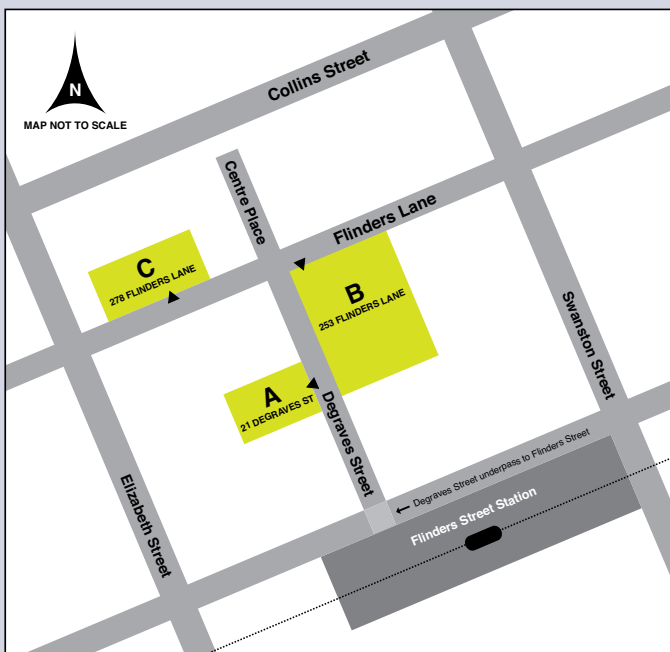 Collins Street
N
MAP NOT TO SCALE
Centre Place
Flinders Lane
C
278 FLINDERS LANE
B
253 FLINDERS LANE
Swanston Street
A
21 DEGRAVES ST
Degraves Street
Elizabeth Street
Degraves Street underpass to Flinders Street
Flinders Street Station